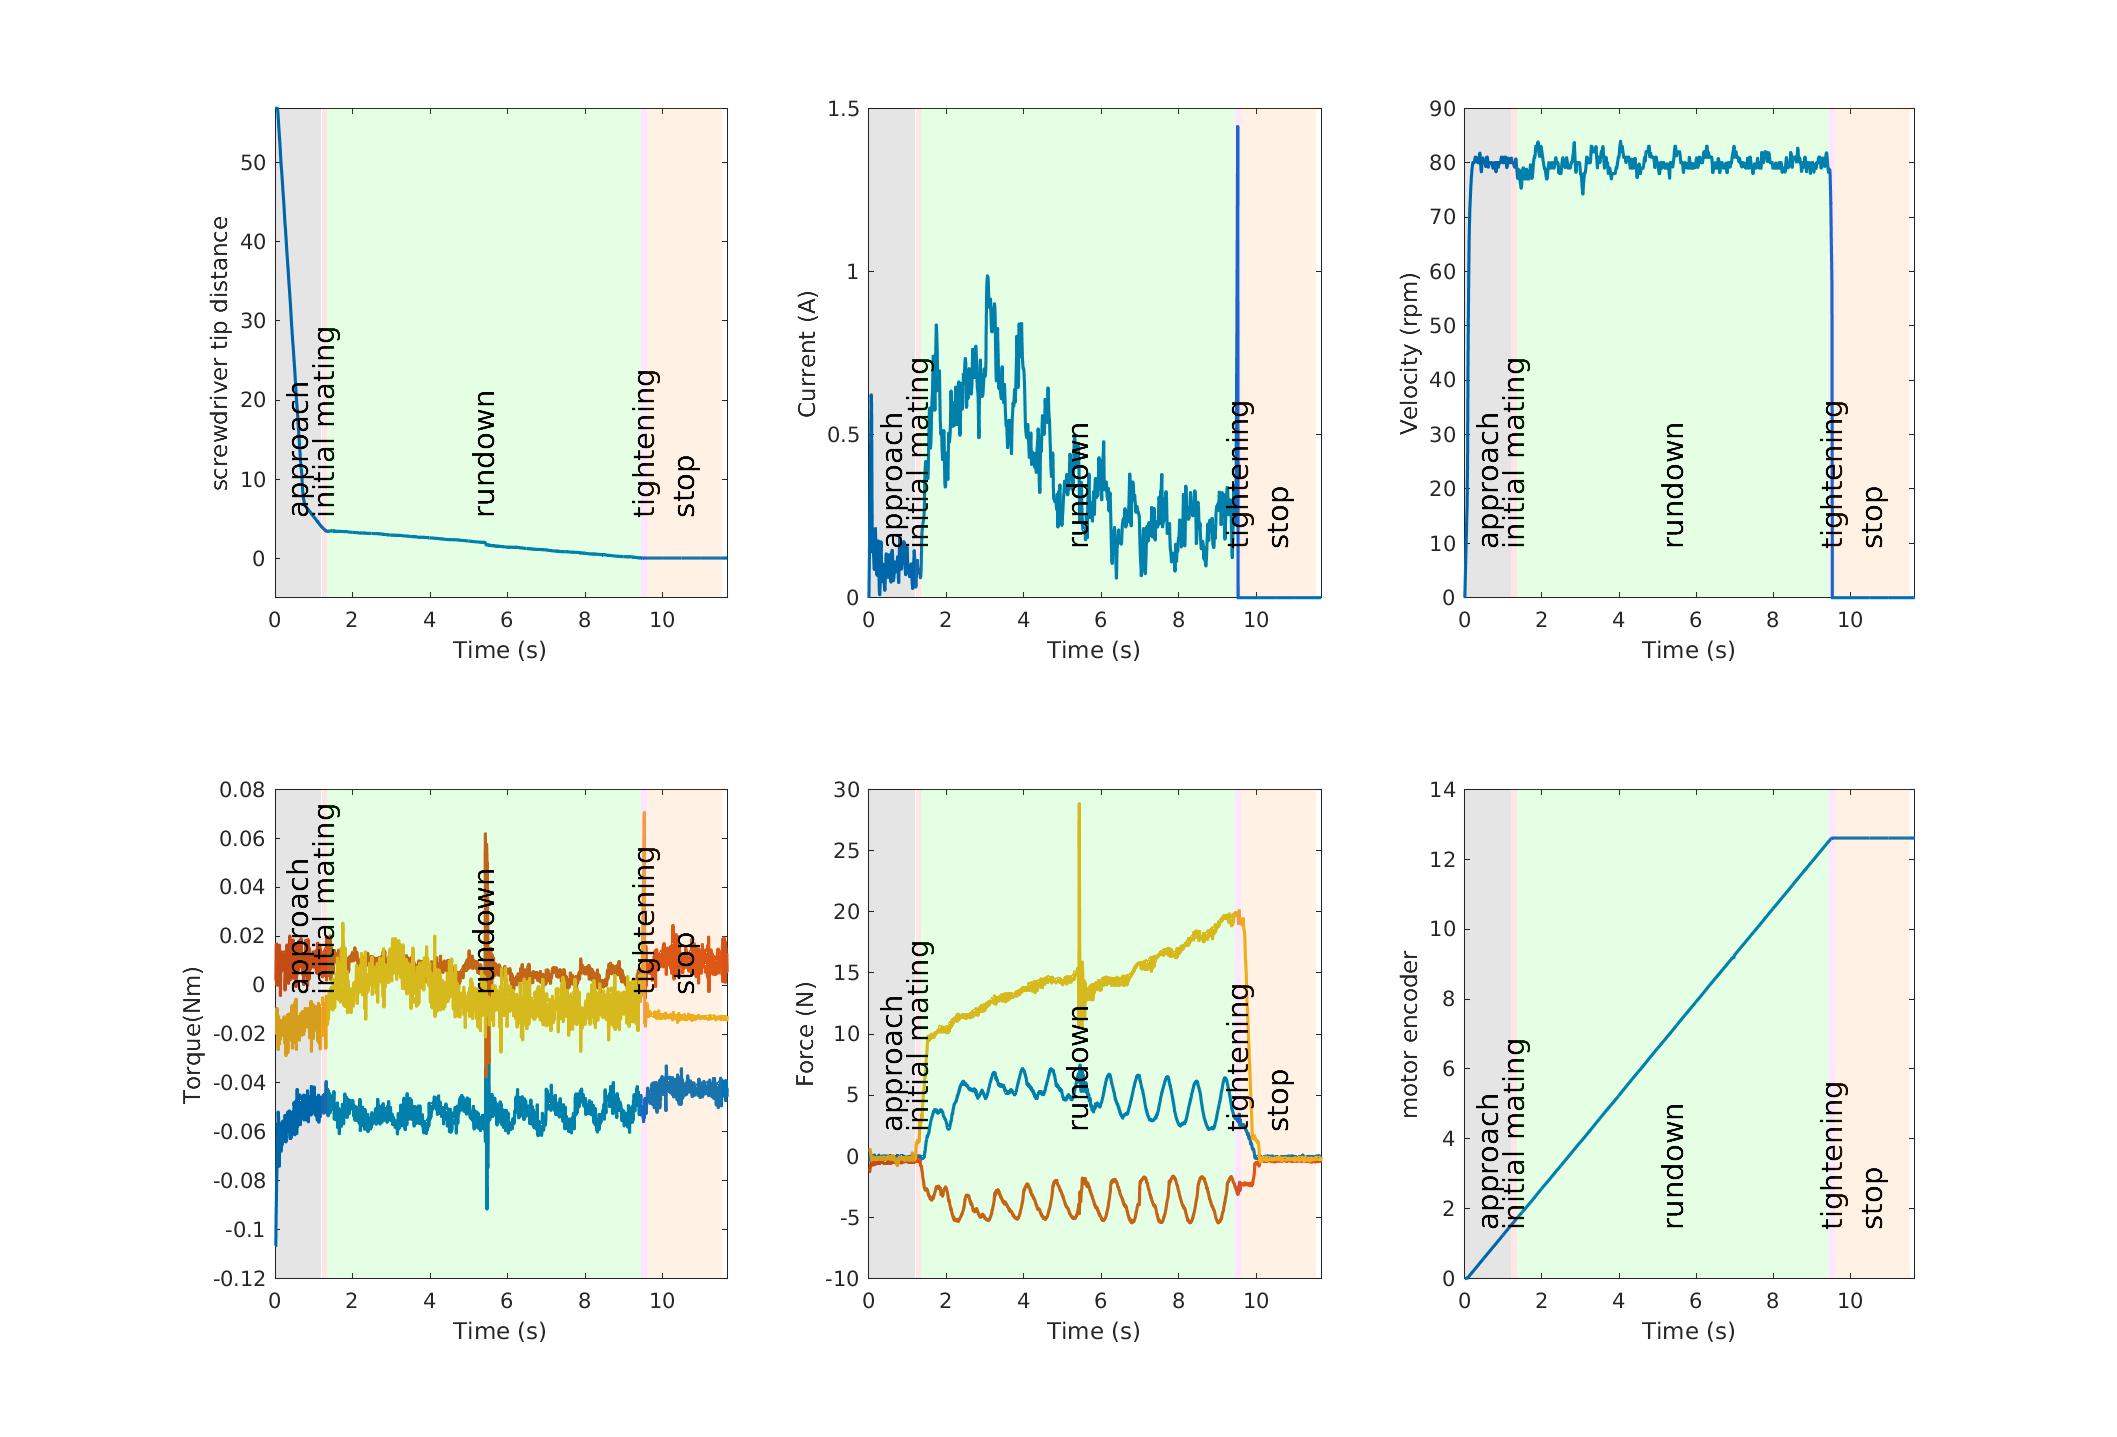 screwdriver tip distance
50
40
30
20
10
0
approach
initial mating
rundown
tightening
stop
0 2 4 6 8 10
Time (s)
Current (A)
1.5
1
0.5
0
approach
initial mating
rundown
tightening
stop
0 2 4 6 8 10
Time (s)
Velocity (rpm)
90
80
70
60
50
40
30
20
10
0
approach
initial mating
rundown
tightening
stop
0 2 4 6 8 10
Time (s)
Torque(Nm)
0.08
0.06
0.04
0.02
0
-0.02
-0.04
-0.06
-0.08
-0.1
-0.12
approach
initial mating
rundown
tightening
stop
0 2 4 6 8 10
Time (s)
Force (N)
30
25
20
15
10
5
0
-5
-10
approach
initial mating
rundown
tightening
stop
0 2 4 6 8 10
Time (s)
motor encoder
14
12
10
8
6
4
2
0
approach
initial mating
rundown
tightening
stop
0 2 4 6 8 10
Time (s)